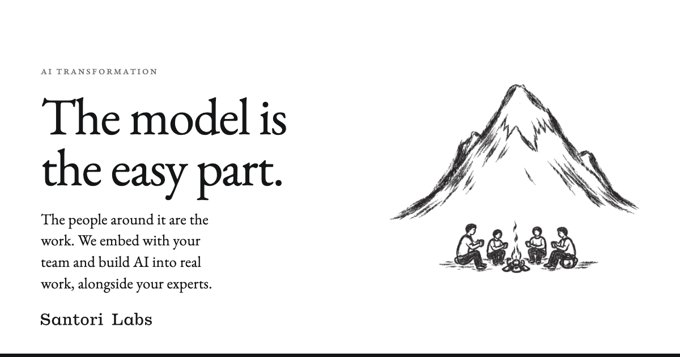 AI TRANSFORMATION
The model is
the easy part.
The people around it are the
work. We embed with your
team and build AI into real
work, alongside your experts.
Santori Labs